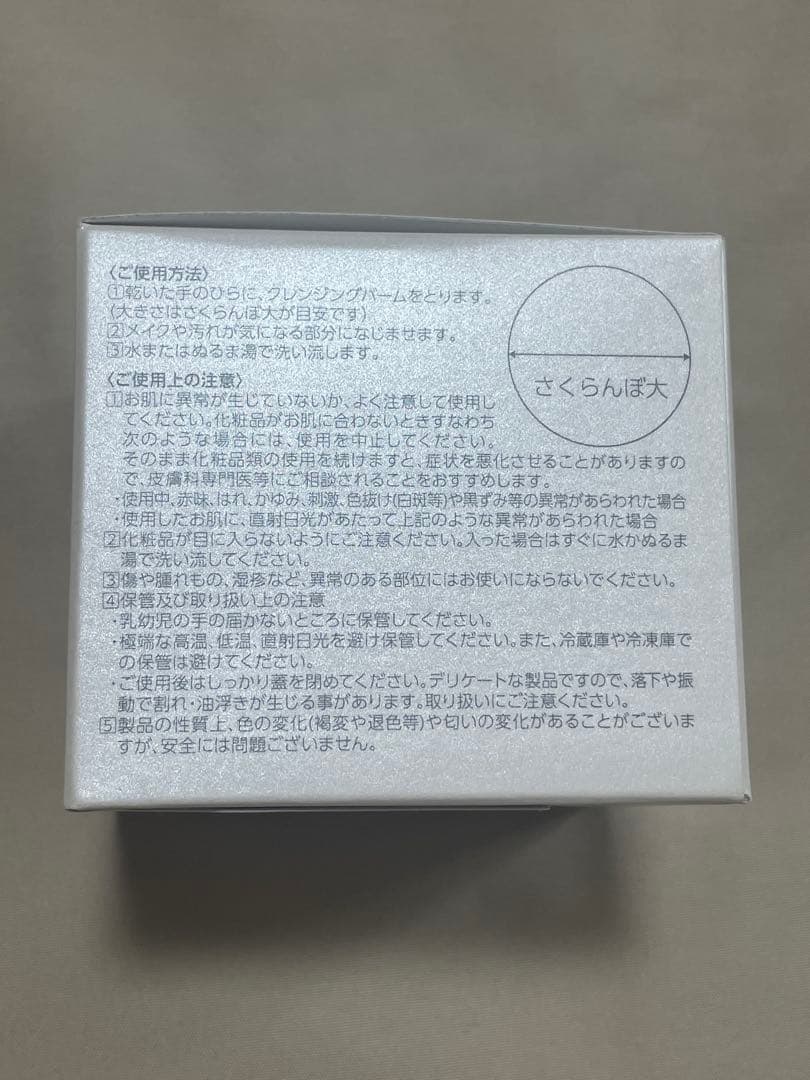 〈ご使用方法〉
①乾いた手のひらに、クレンジングバームをとります。
(大きさはさくらんぼ大が目安です)
②メイクや汚れが気になる部分になじませます。
③水またはぬるま湯で洗い流します。
さくらんぼ大
〈ご使用上の注意〉
①お肌に異常が生じていないか、よく注意して使用し
てください。化粧品がお肌に合わないときすなわち
次のような場合には、使用を中止してください。
そのまま化粧品類の使用を続けますと、症状を悪化させることがありますの
で、皮膚科専門医等にご相談されることをおすすめします。
・使用中、赤味、はれ、かゆみ、刺激、色抜け(白斑等)や黒ずみ等の異常があらわれた場合
・使用したお肌に、直射日光があたって上記のような異常があらわれた場合
②化粧品が目に入らないようにご注意ください。入った場合はすぐに水かぬるま
湯で洗い流してください。
③傷や腫れもの、湿疹など、異常のある部位にはお使いにならないでください。
④保管及び取り扱い上の注意
・乳幼児の手の届かないところに保管してください。
・極端な高温、低温、直射日光を避け保管してください。また、冷蔵庫や冷凍庫で
の保管は避けてください。
・ご使用後はしっかり蓋を閉めてください。デリケートな製品ですので、落下や振
動で割れ・油浮きが生じる事があります。取り扱いにご注意ください。
⑤製品の性質上、色の変化(褐変や退色等)や匂いの変化があることがございま
すが、安全には問題ございません。